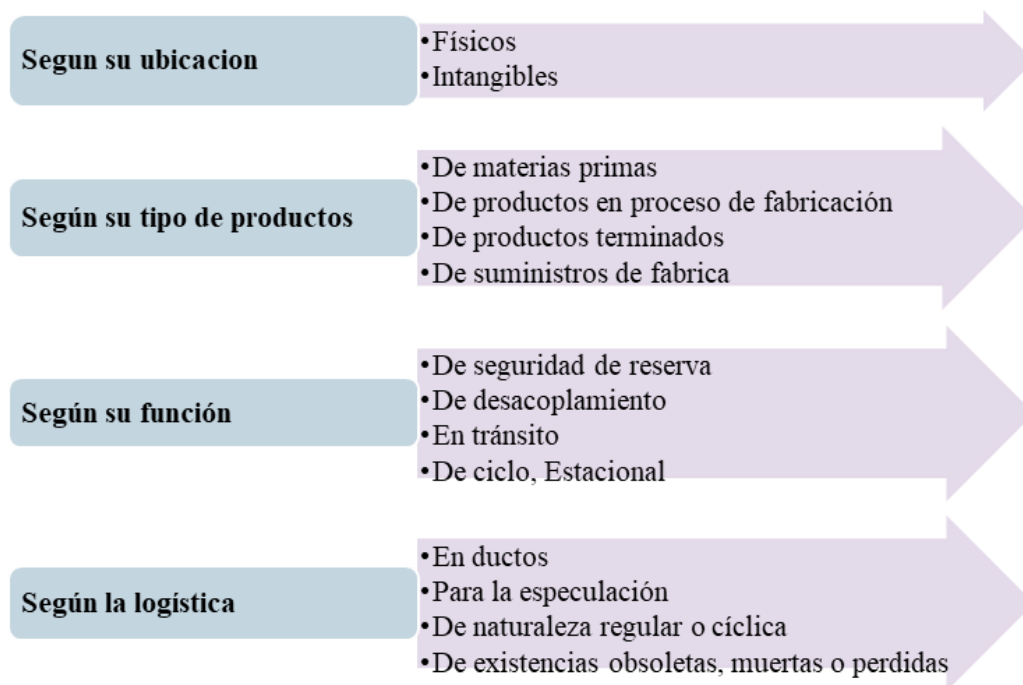 Segun su ubicacion
•Físicos
•Intangibles
Según su tipo de productos
•De materias primas
•De productos en proceso de fabricación
•De productos terminados
•De suministros de fabrica
Según su función
•De seguridad de reserva
•De desacoplamiento
•En tránsito
•De ciclo, Estacional
Según la logística
•En ductos
•Para la especulación
•De naturaleza regular o cíclica
•De existencias obsoletas, muertas o perdidas